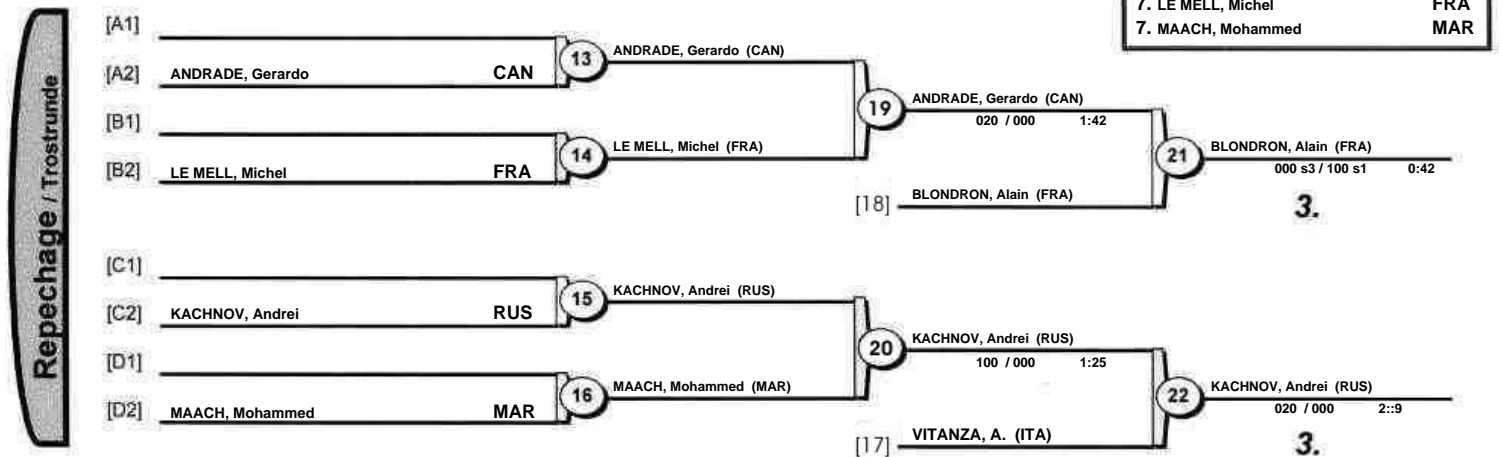 7. LE MELL, Michel FRA
7. MAACH, Mohammed MAR
Repechage / Trostrunde
[A1]
[A2] ANDRADE, Gerardo CAN
13
ANDRADE, Gerardo (CAN)
[B1]
[B2] LE MELL, Michel FRA
14
LE MELL, Michel (FRA)
19
ANDRADE, Gerardo (CAN)
020 / 000 1:42
[18] BLONDRON, Alain (FRA)
21
BLONDRON, Alain (FRA)
000 s3 / 100 s1 0:42
3.
[C1]
[C2] KACHNOV, Andrei RUS
15
KACHNOV, Andrei (RUS)
[D1]
[D2] MAACH, Mohammed MAR
16
MAACH, Mohammed (MAR)
20
KACHNOV, Andrei (RUS)
100 / 000 1:25
[17] VITANZA, A. (ITA)
22
KACHNOV, Andrei (RUS)
020 / 000 2::9
3.